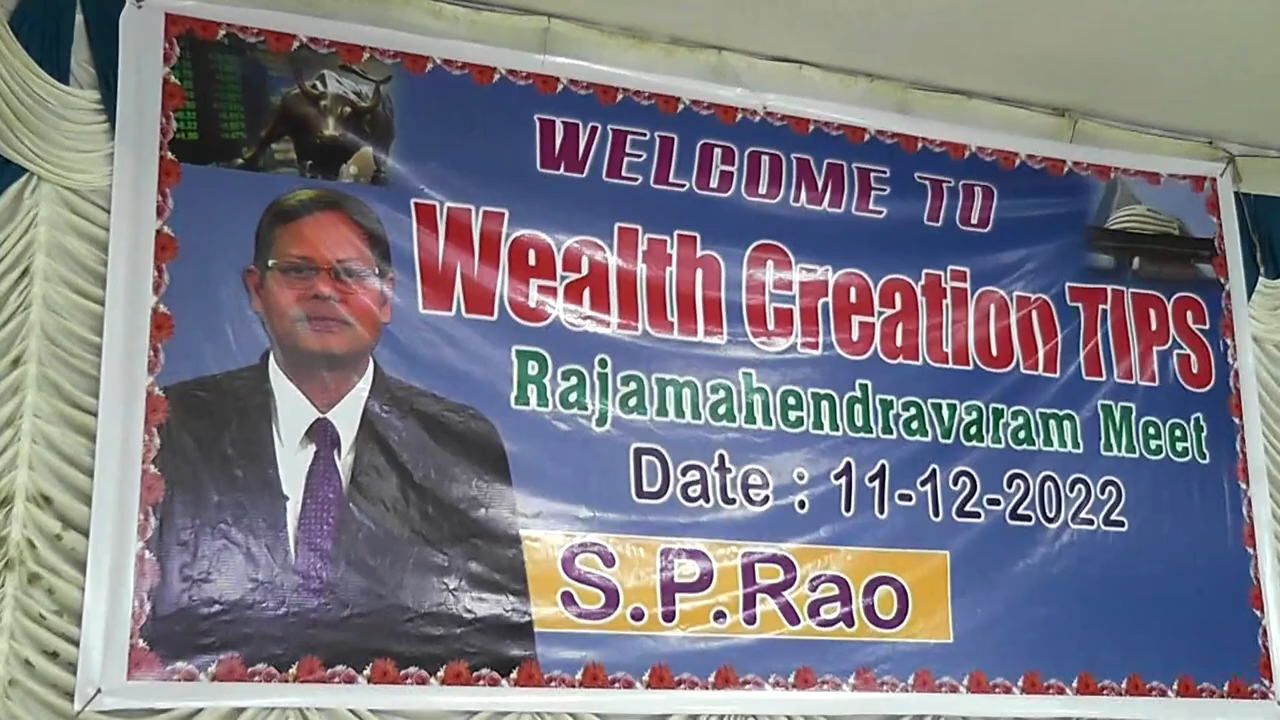 WELCOME TO
Wealth Creation TIPS
Rajamahendravaram Meet
Date : 11-12-2022
S.P.Rao